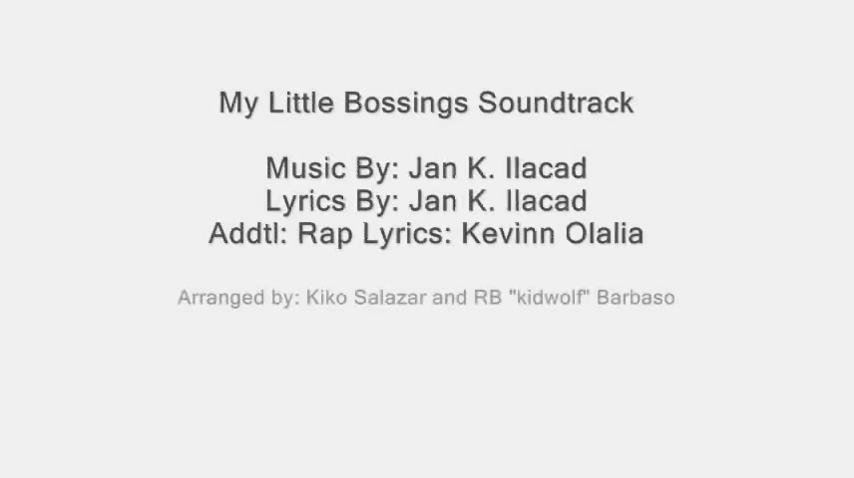 My Little Bossings Soundtrack
Music By: Jan K. Ilacad
Lyrics By: Jan K. Ilacad
Addtl: Rap Lyrics: Kevinn Olalia
Arranged by: Kiko Salazar and RB "kidwolf" Barbaso